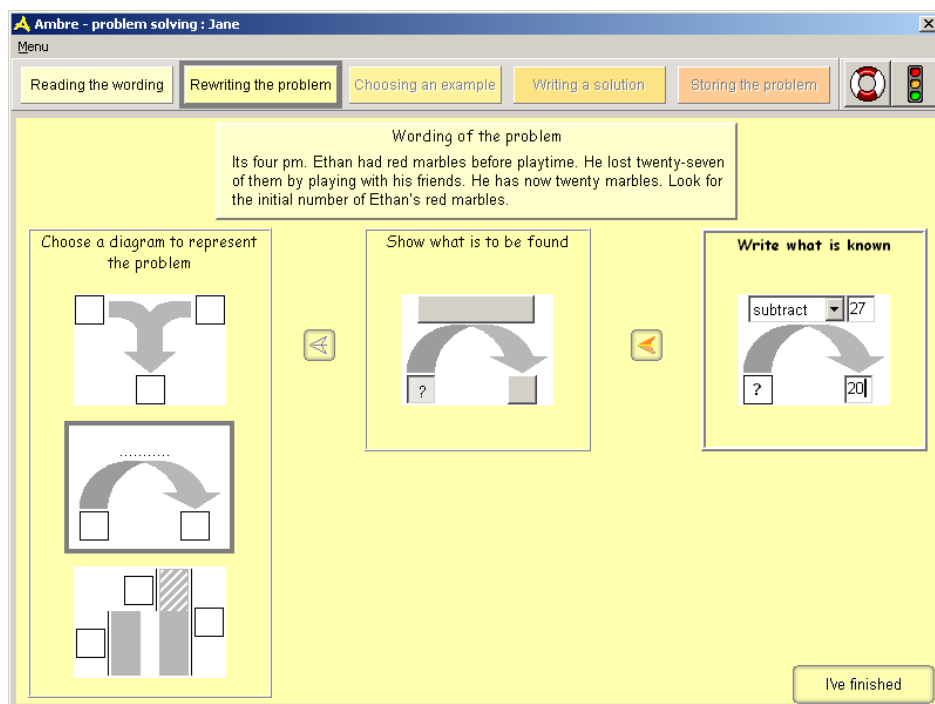 Ambre - problem solving : Jane
Menu
Reading the wording
Rewriting the problem
Choosing an example
Writing a solution
Storing the problem
Wording of the problem
Its four pm. Ethan had red marbles before playtime. He lost twenty-seven
of them by playing with his friends. He has now twenty marbles. Look for
the initial number of Ethan's red marbles.
Choose a diagram to represent
the problem
...........
Show what is to be found
?
Write what is known
subtract 27
? 20
I've finished